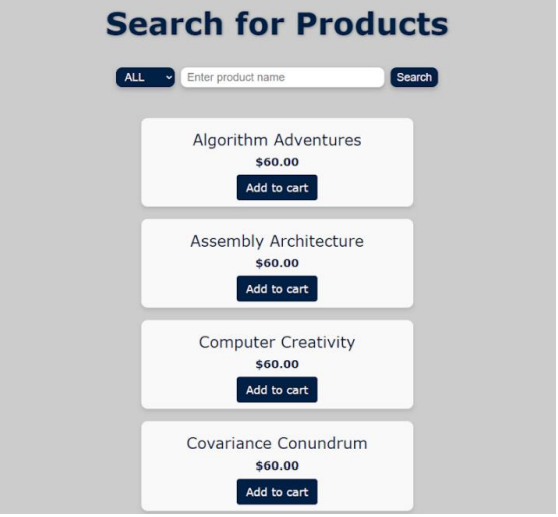 Search for Products
ALL Enter product name Search
Algorithm Adventures
$60.00
Add to cart
Assembly Architecture
$60.00
Add to cart
Computer Creativity
$60.00
Add to cart
Covariance Conundrum
$60.00
Add to cart